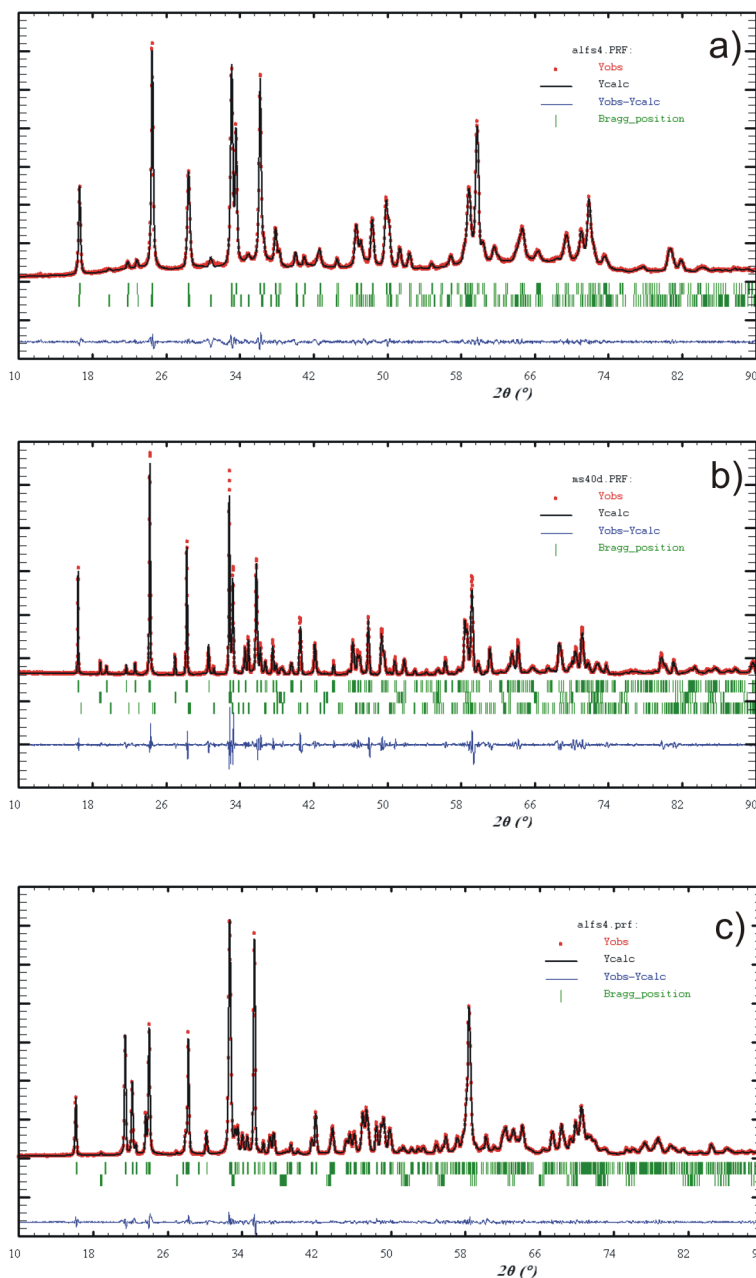 a)
alfs4.PRF:
Yobs
Ycalc
Yobs-Ycalc
Bragg_position
10 18 26 34 42 50 58 66 74 82 90
2θ (°)
b)
ms40d.PRF:
Yobs
Ycalc
Yobs-Ycalc
Bragg_position
10 18 26 34 42 50 58 66 74 82 90
2θ (°)
c)
alfs4.prf:
Yobs
Ycalc
Yobs-Ycalc
Bragg_position
10 18 26 34 42 50 58 66 74 82 90
2θ (°)